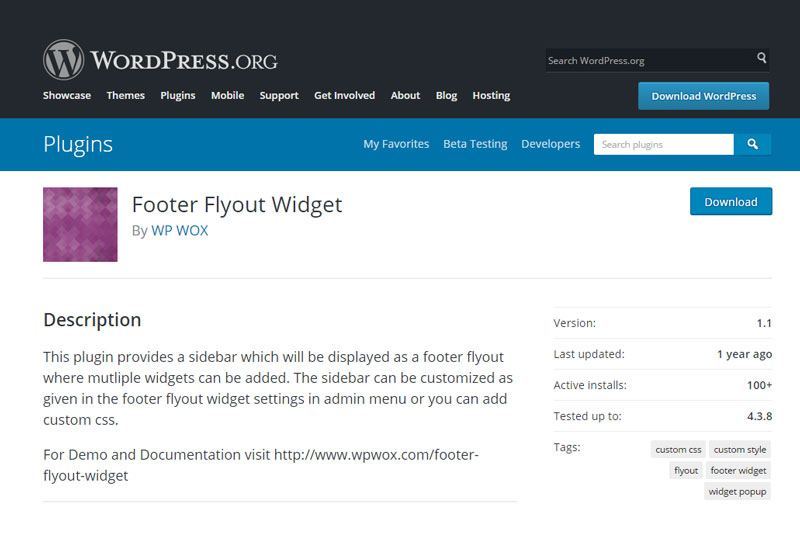 WORDPRESS.ORG
Search WordPress.org
Showcase Themes Plugins Mobile Support Get Involved About Blog Hosting
Download WordPress
Plugins
My Favorites Beta Testing Developers
Search plugins
Footer Flyout Widget
By WP WOX
Download
Description
This plugin provides a sidebar which will be displayed as a footer flyout
where mutliple widgets can be added. The sidebar can be customized as
given in the footer flyout widget settings in admin menu or you can add
custom css.
For Demo and Documentation visit http://www.wpwox.com/footer-
flyout-widget
Version: 1.1
Last updated: 1 year ago
Active installs: 100+
Tested up to: 4.3.8
Tags: custom css custom style
flyout footer widget
widget popup